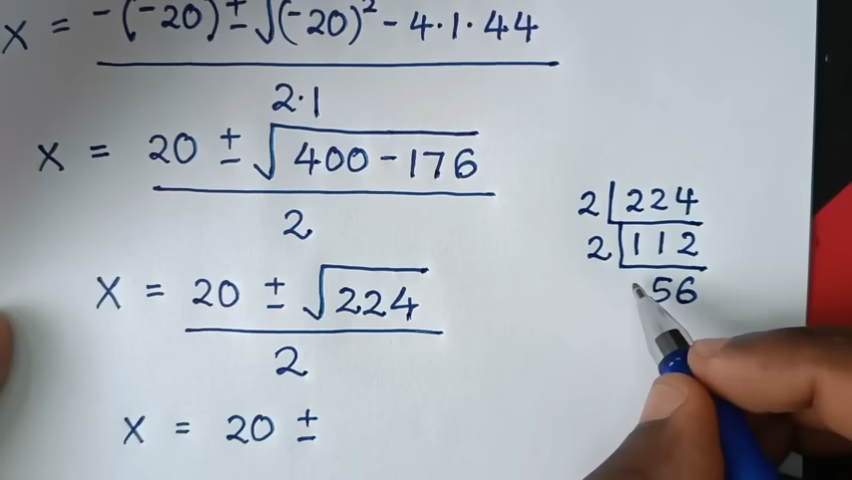 x = -(-20) ± √(-20)² - 4·1·44
2·1
x = 20 ± √400 - 176
2
x = 20 ± √224
2
x = 20 ±
2 224
2 112
56